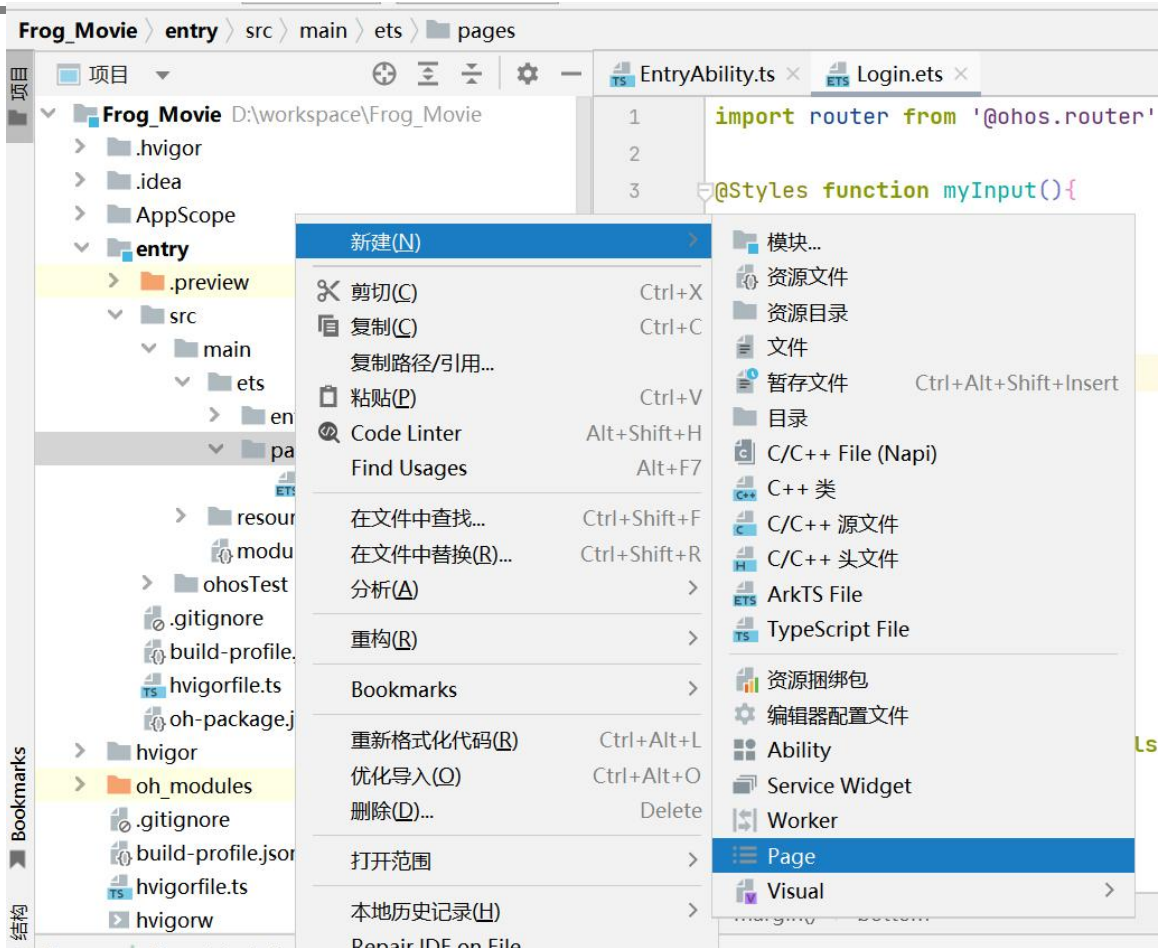 Frog_Movie 〉 entry 〉 src 〉 main 〉 ets 〉 pages
项目
项目
EntryAbility.ts
Login.ets
Frog_Movie D:\workspace\Frog_Movie
.hvigor
.idea
AppScope
entry
.preview
src
main
ets
en
pa
resour
modu
ohosTest
.gitignore
build-profile.
hvigorfile.ts
oh-package.j
hvigor
oh_modules
.gitignore
build-profile.jsor
hvigorfile.ts
hvigorw
Bookmarks
结构
1 import router from '@ohos.router'
2
3 @Styles function myInput(){
新建(N)
剪切(C) Ctrl+X
复制(C) Ctrl+C
复制路径/引用...
粘贴(P) Ctrl+V
Code Linter Alt+Shift+H
Find Usages Alt+F7
在文件中查找... Ctrl+Shift+F
在文件中替换(R)... Ctrl+Shift+R
分析(A)
重构(R)
Bookmarks
重新格式化代码(R) Ctrl+Alt+L
优化导入(O) Ctrl+Alt+O
删除(D)... Delete
打开范围
本地历史记录(H)
Repair IDE on File
模块...
资源文件
资源目录
文件
暂存文件 Ctrl+Alt+Shift+Insert
目录
C/C++ File (Napi)
C++ 类
C/C++ 源文件
C/C++ 头文件
ArkTS File
TypeScript File
资源捆绑包
编辑器配置文件
Ability
Service Widget
Worker
Page
Visual
ls